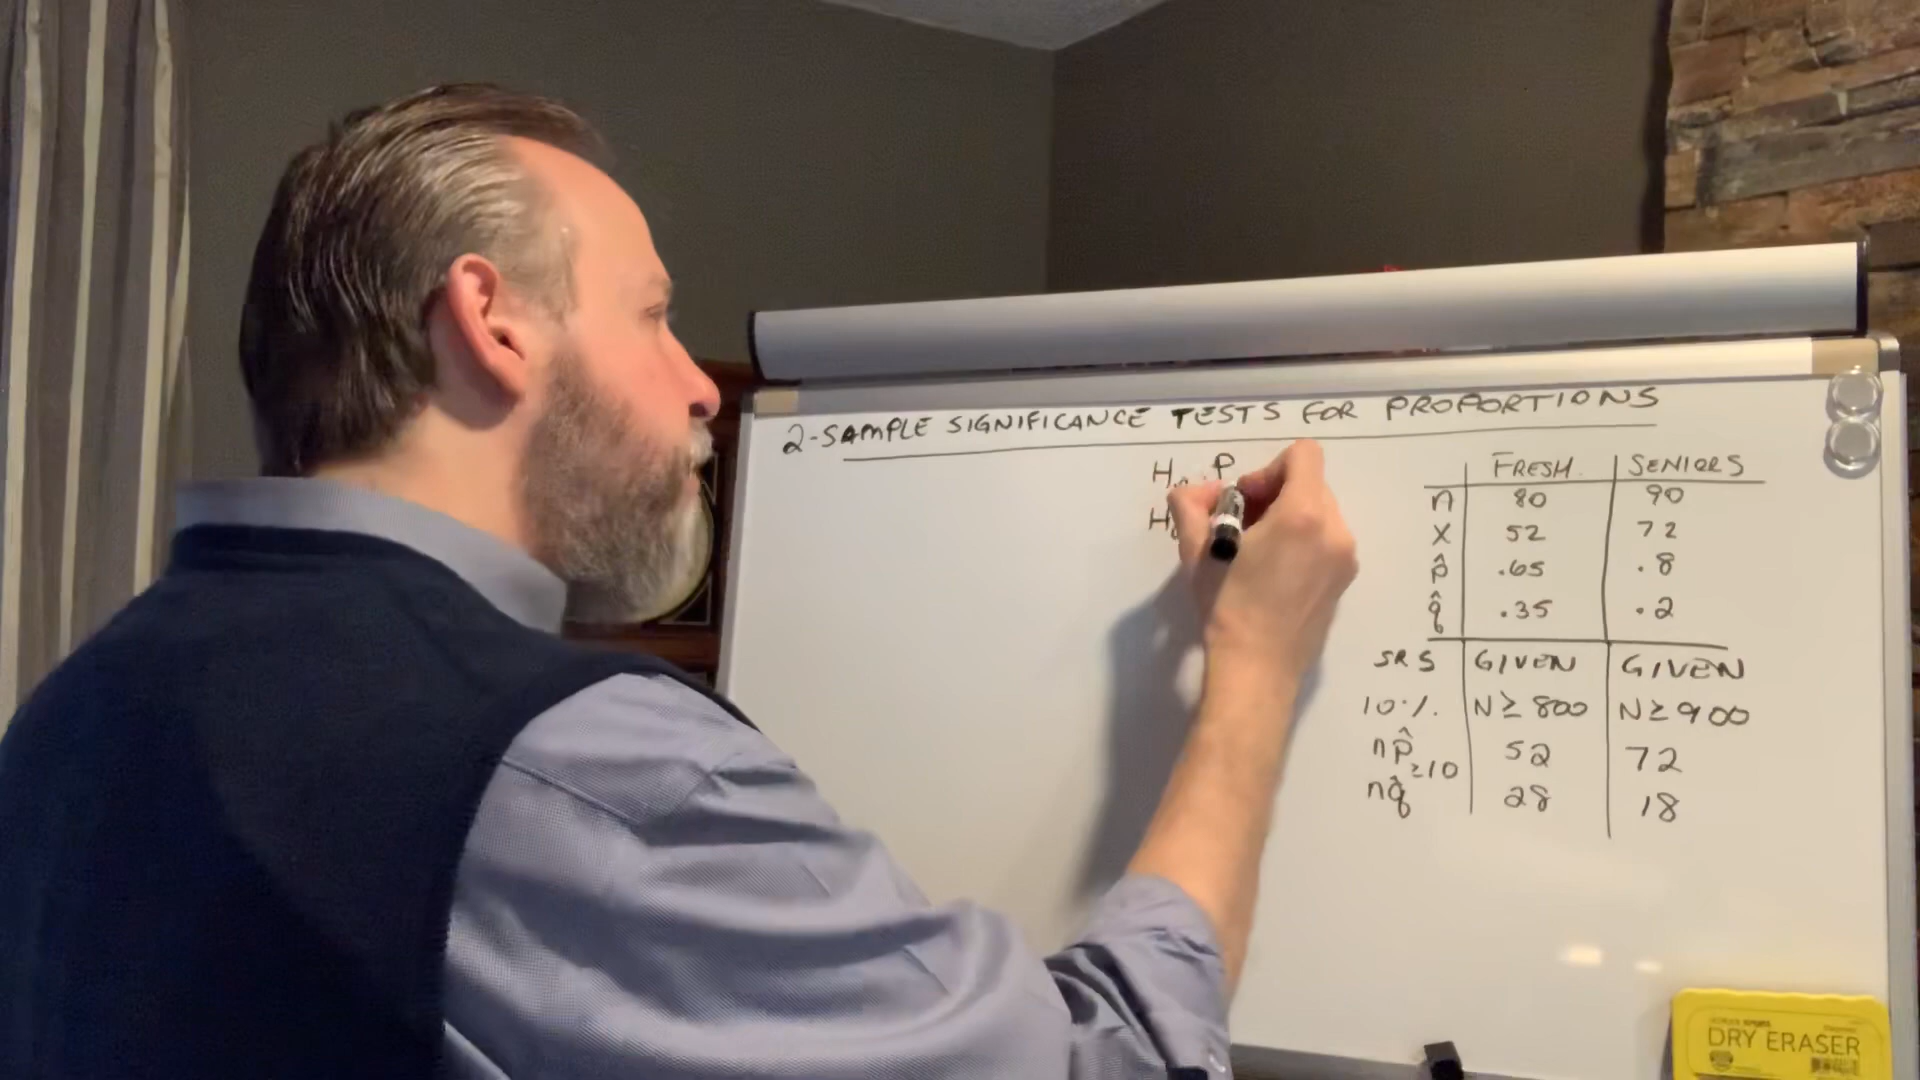 2-SAMPLE SIGNIFICANCE TESTS FOR PROPORTIONS
H₀: P
H
FRESH. SENIORS
n 80 90
X 52 72
p̂ .65 .8
q̂ .35 .2
SRS GIVEN GIVEN
10%. N≥800 N≥900
np̂ 52 72
≥10
nq̂ 28 18
DRY ERASER